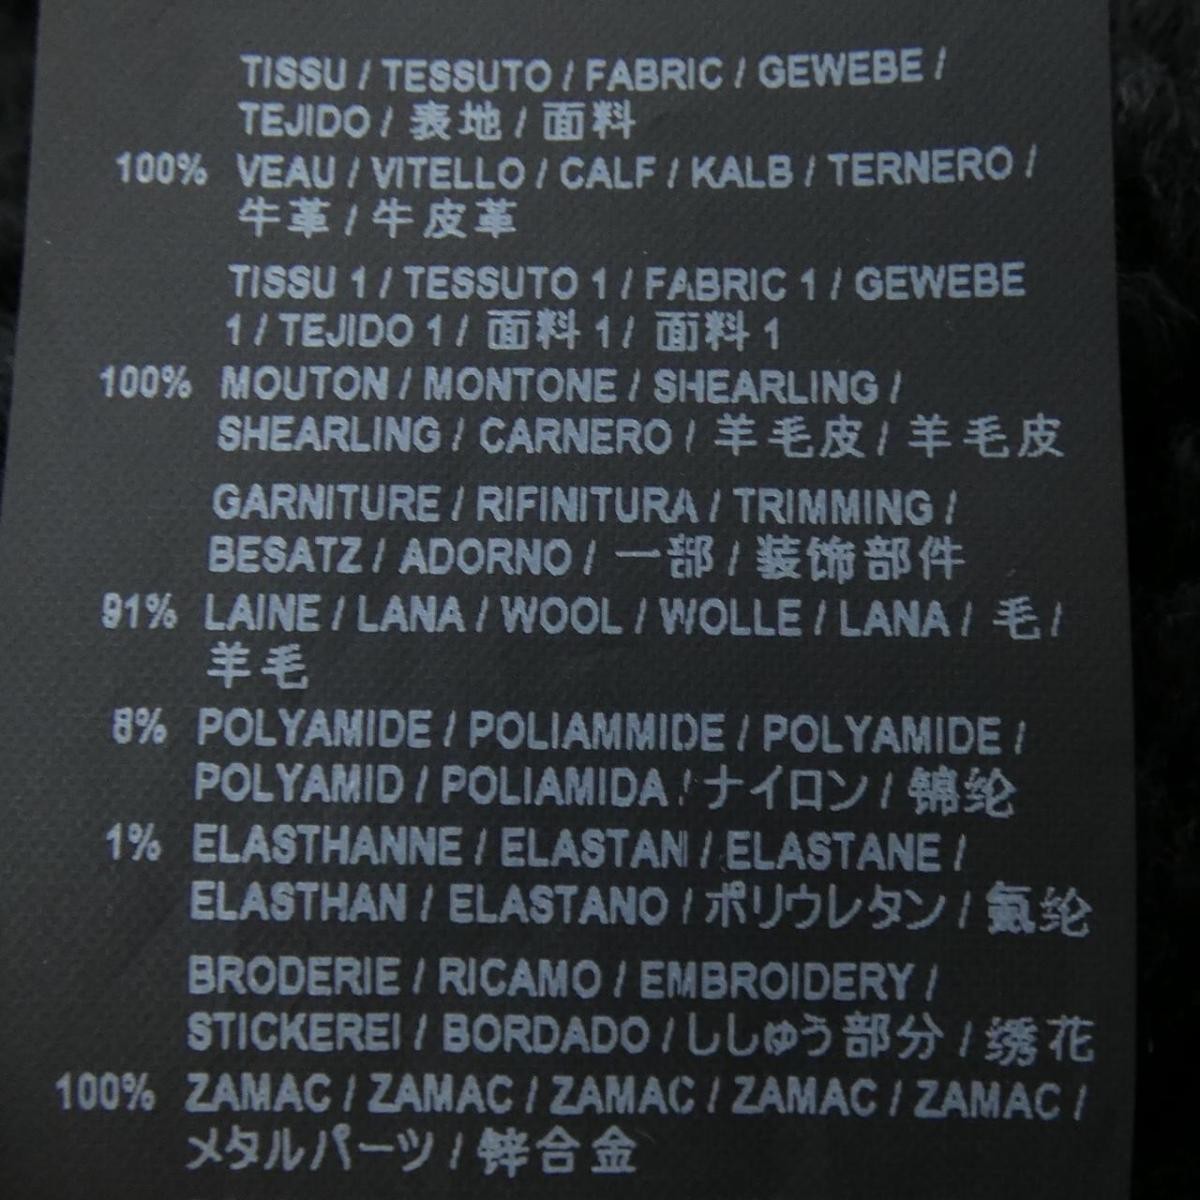 TISSU / TESSUTO / FABRIC / GEWEBE /
TEJIDO / 表地 / 面料
100% VEAU / VITELLO / CALF / KALB / TERNERO /
牛革 / 牛皮革
TISSU 1 / TESSUTO 1 / FABRIC 1 / GEWEBE
1 / TEJIDO 1 / 面料 1 / 面料 1
100% MOUTON / MONTONE / SHEARLING /
SHEARLING / CARNERO / 羊毛皮 / 羊毛皮
GARNITURE / RIFINITURA / TRIMMING /
BESATZ / ADORNO / 一部 / 装饰部件
91% LAINE / LANA / WOOL / WOLLE / LANA / 毛 /
羊毛
8% POLYAMIDE / POLIAMMIDE / POLYAMIDE /
POLYAMID / POLIAMIDA / ナイロン / 锦纶
1% ELASTHANNE / ELASTAN / ELASTANE /
ELASTHAN / ELASTANO / ポリウレタン / 氨纶
BRODERIE / RICAMO / EMBROIDERY /
STICKEREI / BORDADO / ししゅう部分 / 绣花
100% ZAMAC / ZAMAC / ZAMAC / ZAMAC / ZAMAC /
メタルパーツ / 锌合金